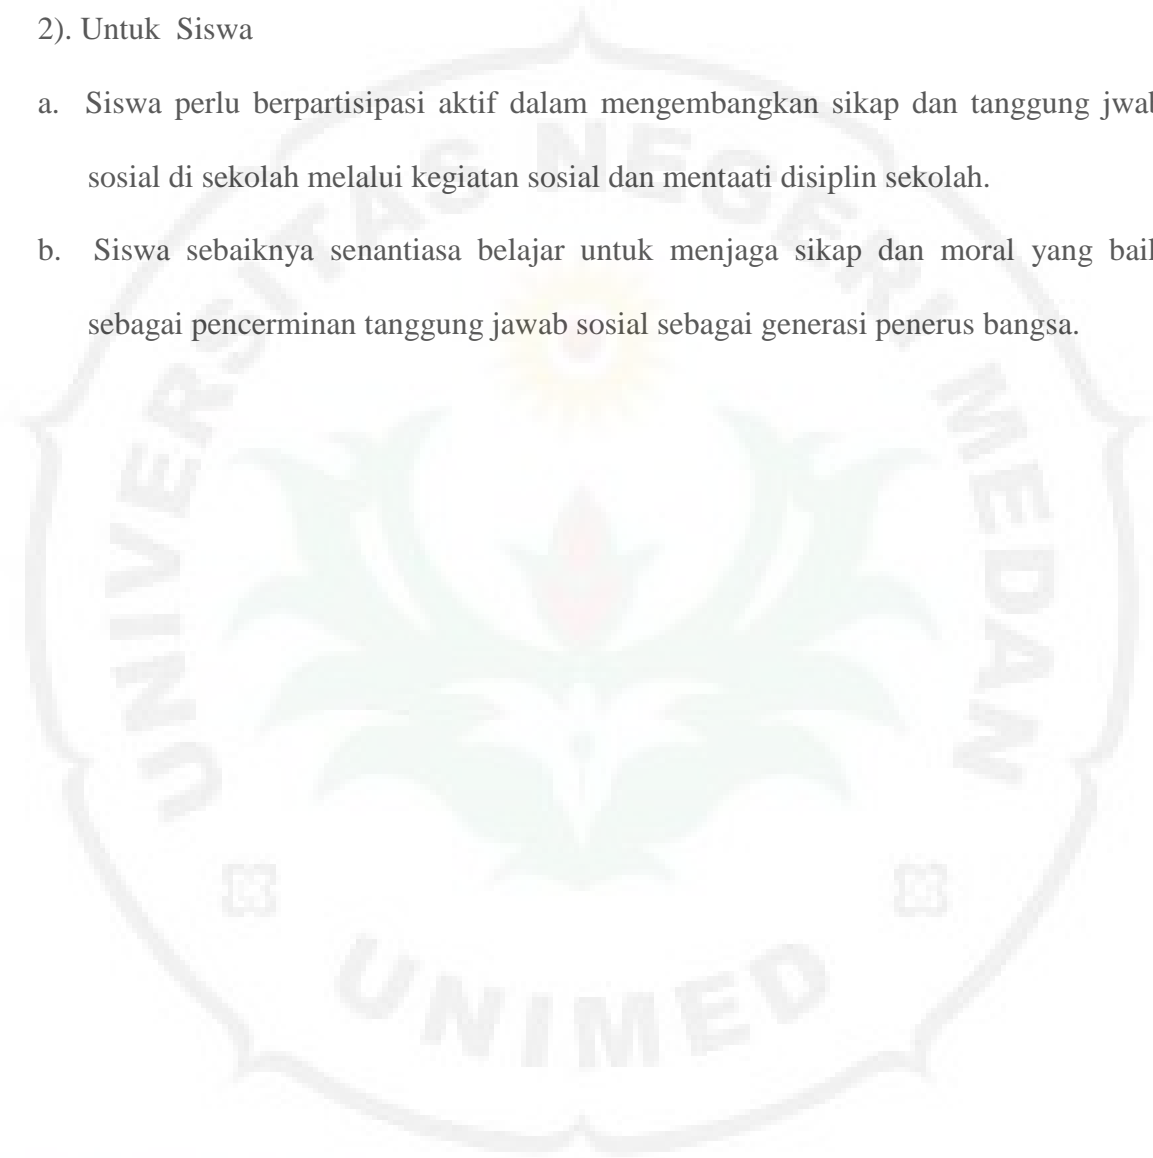 2). Untuk Siswa
a. Siswa perlu berpartisipasi aktif dalam mengembangkan sikap dan tanggung jwab
sosial di sekolah melalui kegiatan sosial dan mentaati disiplin sekolah.
b. Siswa sebaiknya senantiasa belajar untuk menjaga sikap dan moral yang baik
sebagai pencerminan tanggung jawab sosial sebagai generasi penerus bangsa.
UNIVERSITAS NEGERI MEDAN
UNIMED